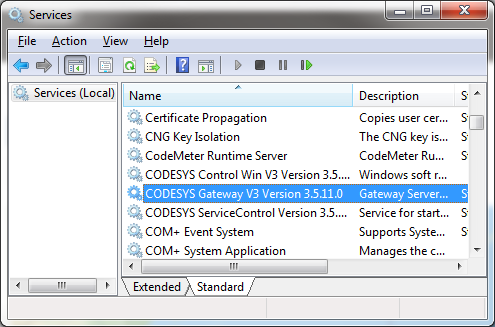 Services
File Action View Help
Services (Local)
Name Description
Certificate Propagation Copies user cer...
CNG Key Isolation The CNG key is...
CodeMeter Runtime Server CodeMeter Ru...
CODESYS Control Win V3 Version 3.5.... Windows soft r...
CODESYS Gateway V3 Version 3.5.11.0 Gateway Server...
CODESYS ServiceControl Version 3.5.... Service for start...
COM+ Event System Supports System...
COM+ System Application Manages the c...
Extended Standard